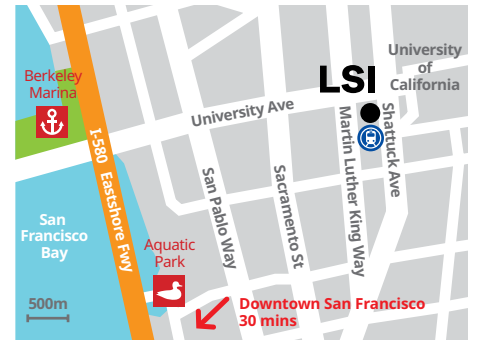 University
of
California
LSI
Berkeley
Marina
University Ave
Martin Luther King Way
Shattuck Ave
I-580 Eastshore Fwy
San Pablo Way
Sacramento St
San
Francisco
Bay
Aquatic
Park
500m
Downtown San Francisco
30 mins